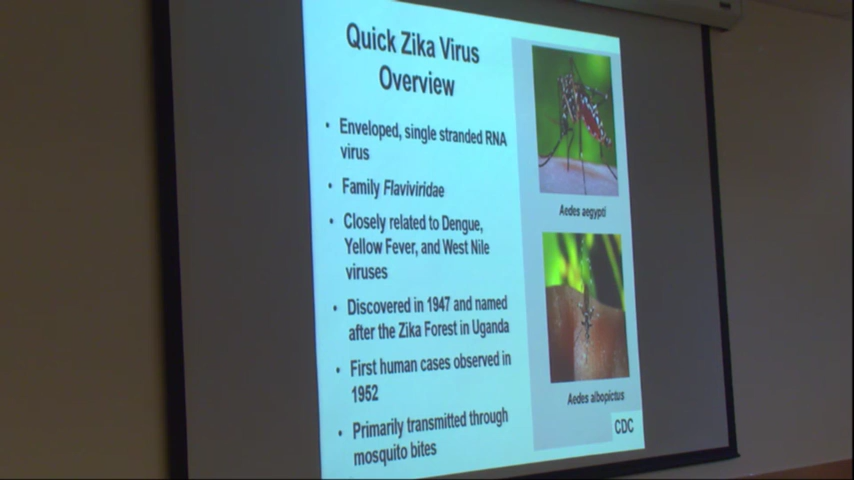 Quick Zika Virus
Overview
• Enveloped, single stranded RNA
virus
• Family Flaviviridae
• Closely related to Dengue,
Yellow Fever, and West Nile
viruses
• Discovered in 1947 and named
after the Zika Forest in Uganda
• First human cases observed in
1952
• Primarily transmitted through
mosquito bites
Aedes aegypti
Aedes albopictus
CDC